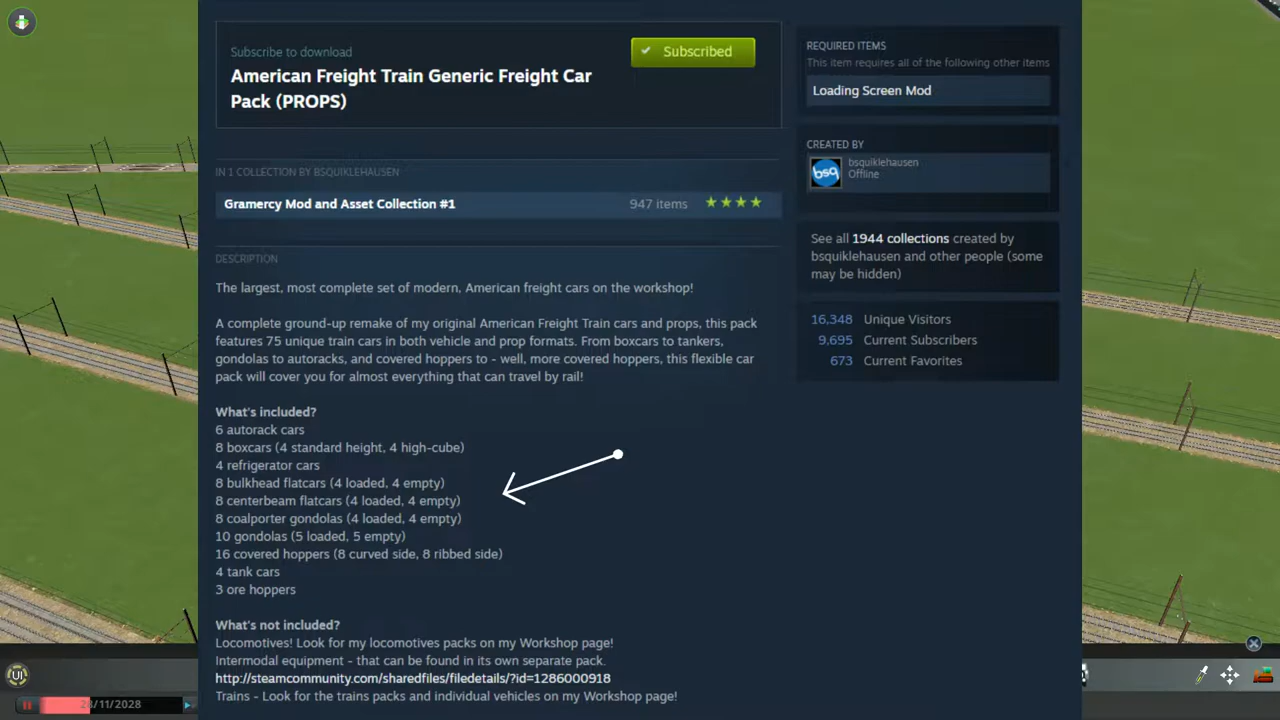 Subscribe to download
American Freight Train Generic Freight Car
Pack (PROPS)
Subscribed
IN 1 COLLECTION BY BSQUIKLEHAUSEN
Gramercy Mod and Asset Collection #1
947 items
DESCRIPTION
The largest, most complete set of modern, American freight cars on the workshop!
A complete ground-up remake of my original American Freight Train cars and props, this pack
features 75 unique train cars in both vehicle and prop formats. From boxcars to tankers,
gondolas to autoracks, and covered hoppers to - well, more covered hoppers, this flexible car
pack will cover you for almost everything that can travel by rail!
What's included?
6 autorack cars
8 boxcars (4 standard height, 4 high-cube)
4 refrigerator cars
8 bulkhead flatcars (4 loaded, 4 empty)
8 centerbeam flatcars (4 loaded, 4 empty)
8 coalporter gondolas (4 loaded, 4 empty)
10 gondolas (5 loaded, 5 empty)
16 covered hoppers (8 curved side, 8 ribbed side)
4 tank cars
3 ore hoppers
What's not included?
Locomotives! Look for my locomotives packs on my Workshop page!
Intermodal equipment - that can be found in its own separate pack.
http://steamcommunity.com/sharedfiles/filedetails/?id=1286000918
Trains - Look for the trains packs and individual vehicles on my Workshop page!
REQUIRED ITEMS
This item requires all of the following other items
Loading Screen Mod
CREATED BY
bsq
bsquiklehausen
Offline
See all 1944 collections created by
bsquiklehausen and other people (some
may be hidden)
16,348 Unique Visitors
9,695 Current Subscribers
673 Current Favorites
UI
/11/2028